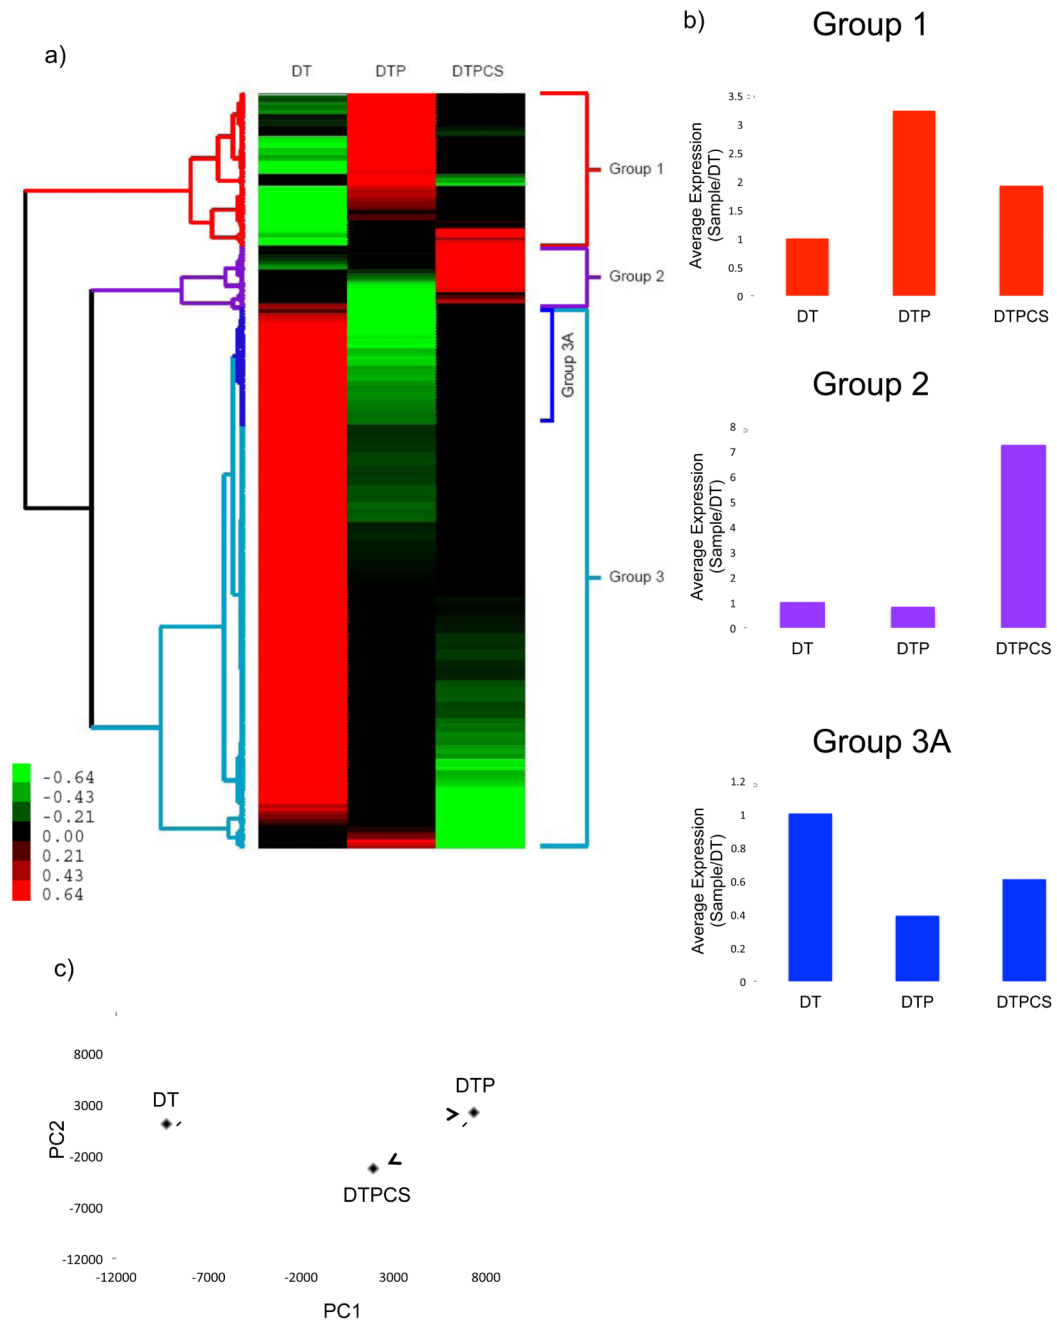 a)
DT
DTP
DTPCS
Group 1
Group 2
Group 3A
Group 3
-0.64
-0.43
-0.21
0.00
0.21
0.43
0.64
b)
Group 1
Average Expression
(Sample/DT)
3.5
3
2.5
2
1.5
1
0.5
0
DT
DTP
DTPCS
Group 2
Average Expression
(Sample/DT)
8
7
6
5
4
3
2
1
0
DT
DTP
DTPCS
Group 3A
Average Expression
(Sample/DT)
1.2
1
0.8
0.6
0.4
0.2
0
DT
DTP
DTPCS
c)
PC2
8000
3000
-2000
-7000
-12000
DT
DTP
DTPCS
-12000
-7000
-2000
3000
8000
PC1